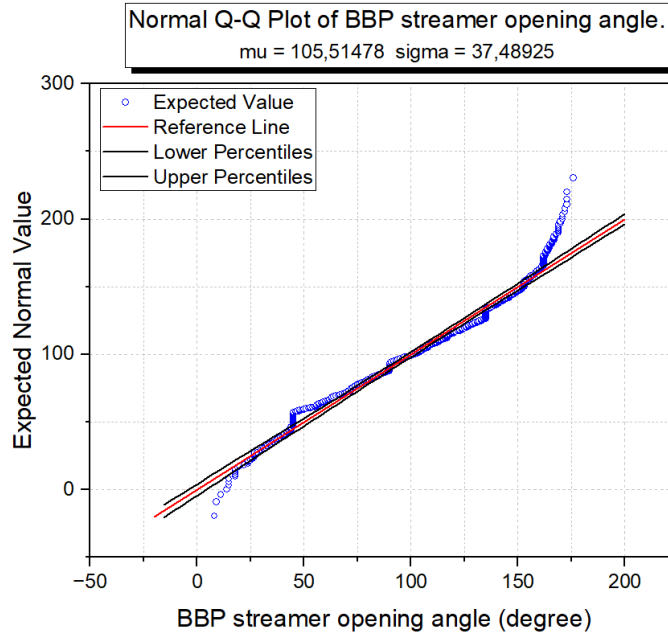 Normal Q-Q Plot of BBP streamer opening angle.
mu = 105,51478 sigma = 37,48925
300
200
100
0
Expected Normal Value
Expected Value
Reference Line
Lower Percentiles
Upper Percentiles
−50
0
50
100
150
200
BBP streamer opening angle (degree)